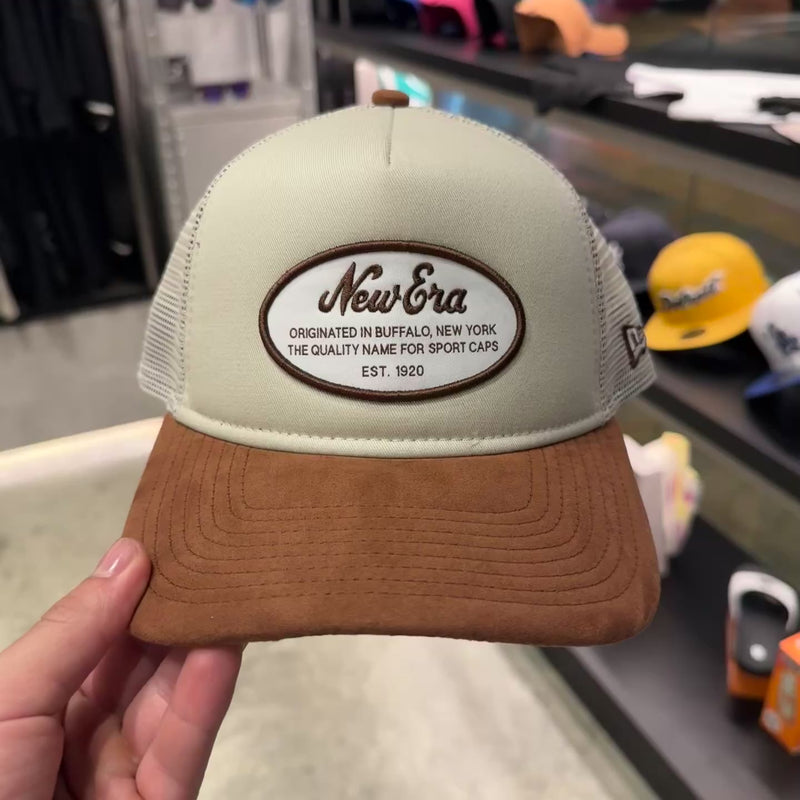 New Era
ORIGINATED IN BUFFALO, NEW YORK
THE QUALITY NAME FOR SPORT CAPS
EST. 1920